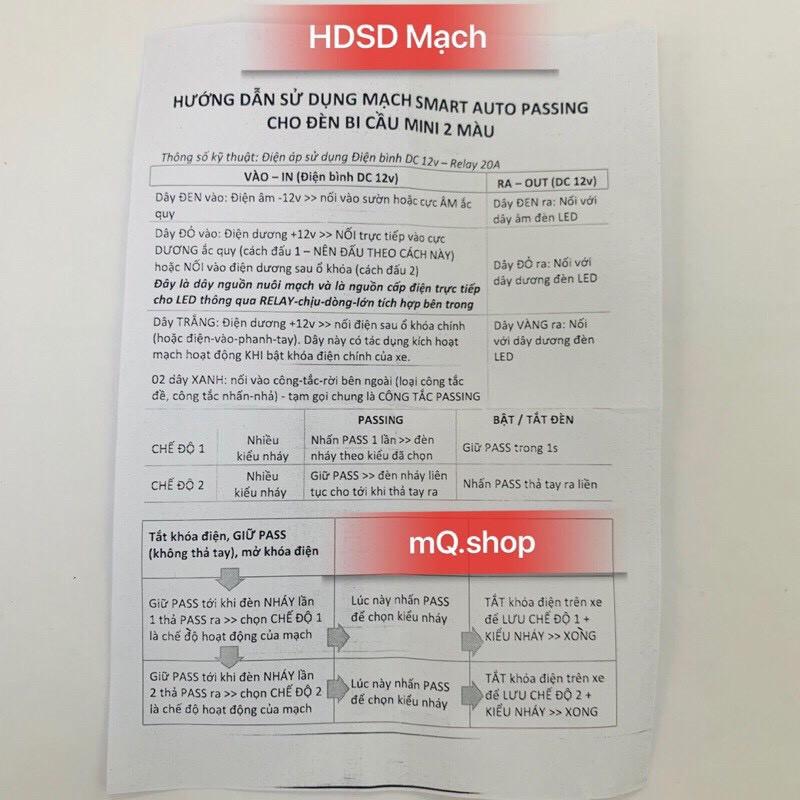 HDSD Mạch
HƯỚNG DẪN SỬ DỤNG MẠCH SMART AUTO PASSING
CHO ĐÈN BI CẦU MINI 2 MÀU
Thông số kỹ thuật: Điện áp sử dụng Điện bình DC 12v – Relay 20A
VÀO – IN (Điện bình DC 12v)
RA – OUT (DC 12v)
Dây ĐEN vào: Điện âm -12v >> nối vào sườn hoặc cực ÂM ắc
quy
Dây ĐEN ra: Nối với
dây âm đèn LED
Dây ĐỎ vào: Điện dương +12v >> NỐI trực tiếp vào cực
DƯƠNG ắc quy (cách đấu 1 – NÊN ĐẤU THEO CÁCH NÀY)
hoặc NỐI vào điện dương sau ổ khóa (cách đấu 2)
Đây là dây nguồn nuôi mạch và là nguồn cấp điện trực tiếp
cho LED thông qua RELAY-chịu-dòng-lớn tích hợp bên trong
Dây ĐỎ ra: Nối với
dây dương đèn LED
Dây TRẮNG: Điện dương +12v >> nối điện sau ổ khóa chính
(hoặc điện-vào-phanh-tay). Dây này có tác dụng kích hoạt
mạch hoạt động KHI bật khóa điện chính của xe.
Dây VÀNG ra: Nối
với dây dương đèn
LED
02 dây XANH: nối vào công-tắc-rời bên ngoài (loại công tắc
đề, công tắc nhấn-nhả) - tạm gọi chung là CÔNG TẮC PASSING
PASSING
BẬT / TẮT ĐÈN
CHẾ ĐỘ 1
Nhiều
kiểu nháy
Nhấn PASS 1 lần >> đèn
nháy theo kiểu đã chọn
Giữ PASS trong 1s
CHẾ ĐỘ 2
Nhiều
kiểu nháy
Giữ PASS >> đèn nháy liên
tục cho tới khi thả tay ra
Nhấn PASS thả tay ra liền
Tắt khóa điện, GIỮ PASS
(không thả tay), mở khóa điện
mQ.shop
Giữ PASS tới khi đèn NHÁY lần
1 thả PASS ra >> chọn CHẾ ĐỘ 1
là chế độ hoạt động của mạch
Lúc này nhấn PASS
để chọn kiểu nháy
TẮT khóa điện trên xe
để LƯU CHẾ ĐỘ 1 +
KIỂU NHÁY >> XONG
Giữ PASS tới khi đèn NHÁY lần
2 thả PASS ra >> chọn CHẾ ĐỘ 2
là chế độ hoạt động của mạch
Lúc này nhấn PASS
để chọn kiểu nháy
TẮT khóa điện trên xe
để LƯU CHẾ ĐỘ 2 +
KIỂU NHÁY >> XONG